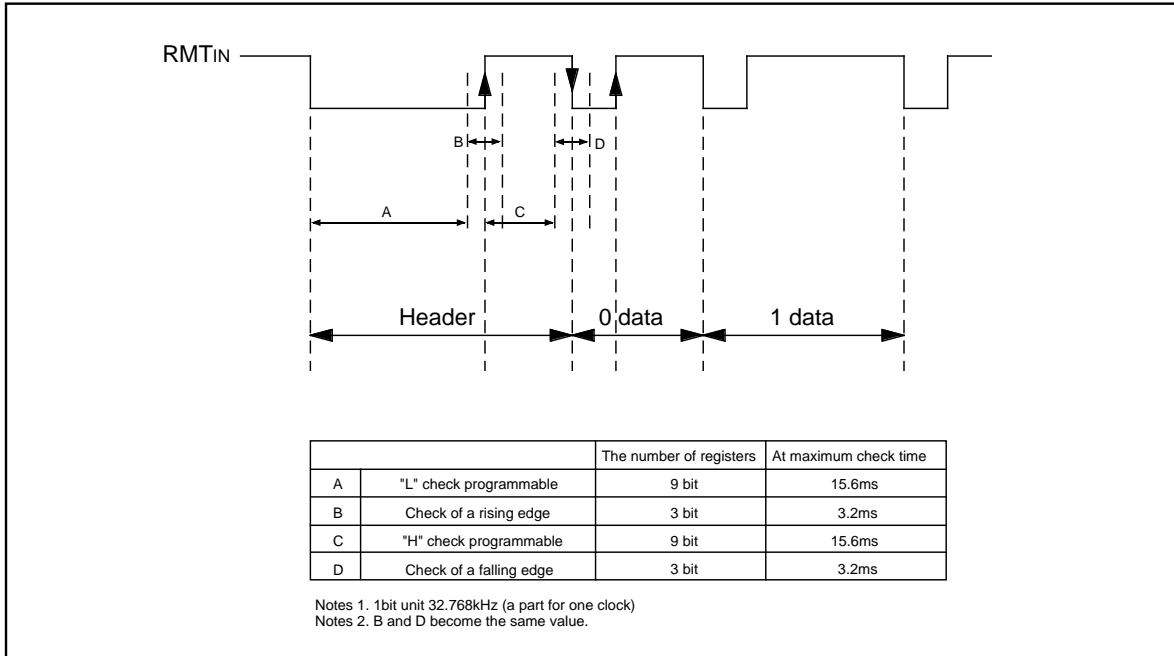 RMTIN
B
D
A
C
Header
0 data
1 data
The number of registers At maximum check time
A "L" check programmable 9 bit 15.6ms
B Check of a rising edge 3 bit 3.2ms
C "H" check programmable 9 bit 15.6ms
D Check of a falling edge 3 bit 3.2ms
Notes 1. 1bit unit 32.768kHz (a part for one clock)
Notes 2. B and D become the same value.